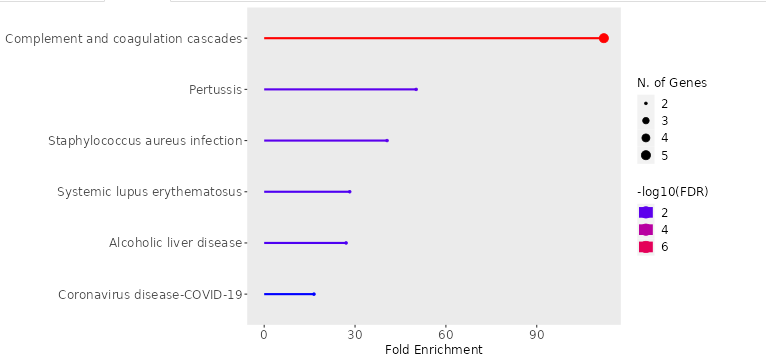 Complement and coagulation cascades
Pertussis
Staphylococcus aureus infection
Systemic lupus erythematosus
Alcoholic liver disease
Coronavirus disease-COVID-19
0 30 60 90
Fold Enrichment
N. of Genes
2
3
4
5
-log10(FDR)
2
4
6